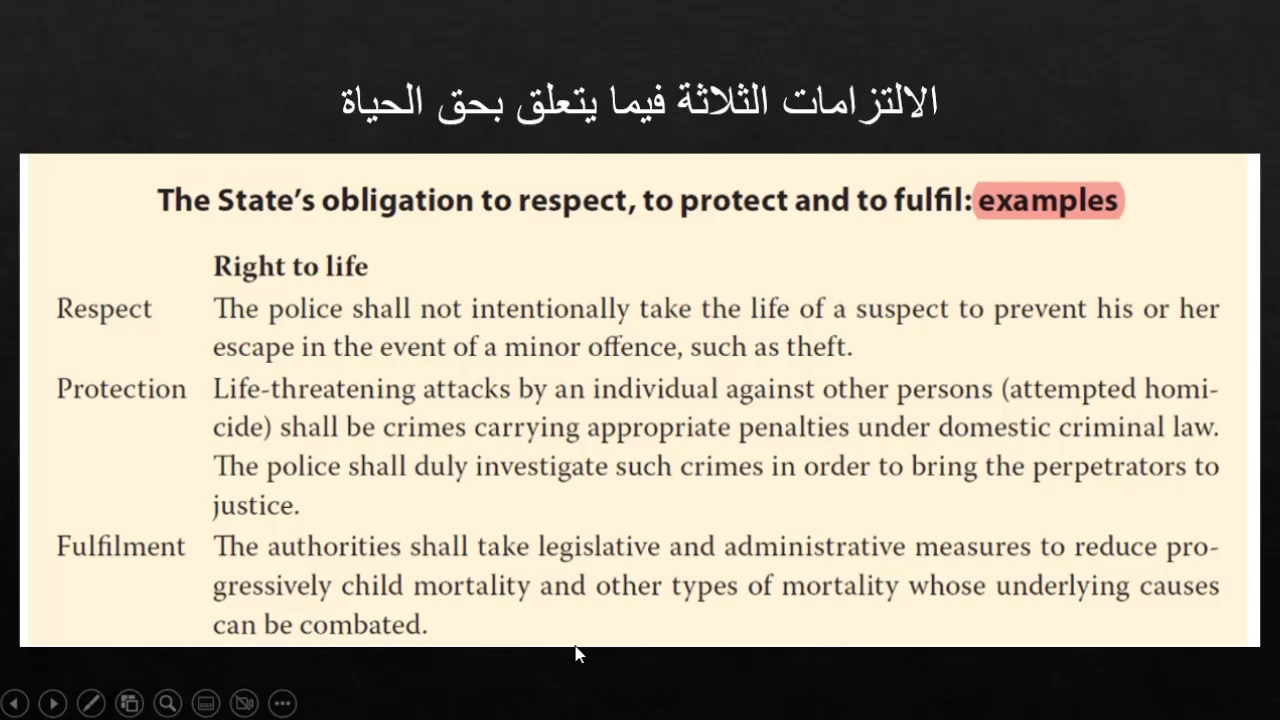 الالتزامات الثلاثة فيما يتعلق بحق الحياة
The State's obligation to respect, to protect and to fulfil: examples
Right to life
Respect The police shall not intentionally take the life of a suspect to prevent his or her
escape in the event of a minor offence, such as theft.
Protection Life-threatening attacks by an individual against other persons (attempted homi-
cide) shall be crimes carrying appropriate penalties under domestic criminal law.
The police shall duly investigate such crimes in order to bring the perpetrators to
justice.
Fulfilment The authorities shall take legislative and administrative measures to reduce pro-
gressively child mortality and other types of mortality whose underlying causes
can be combated.